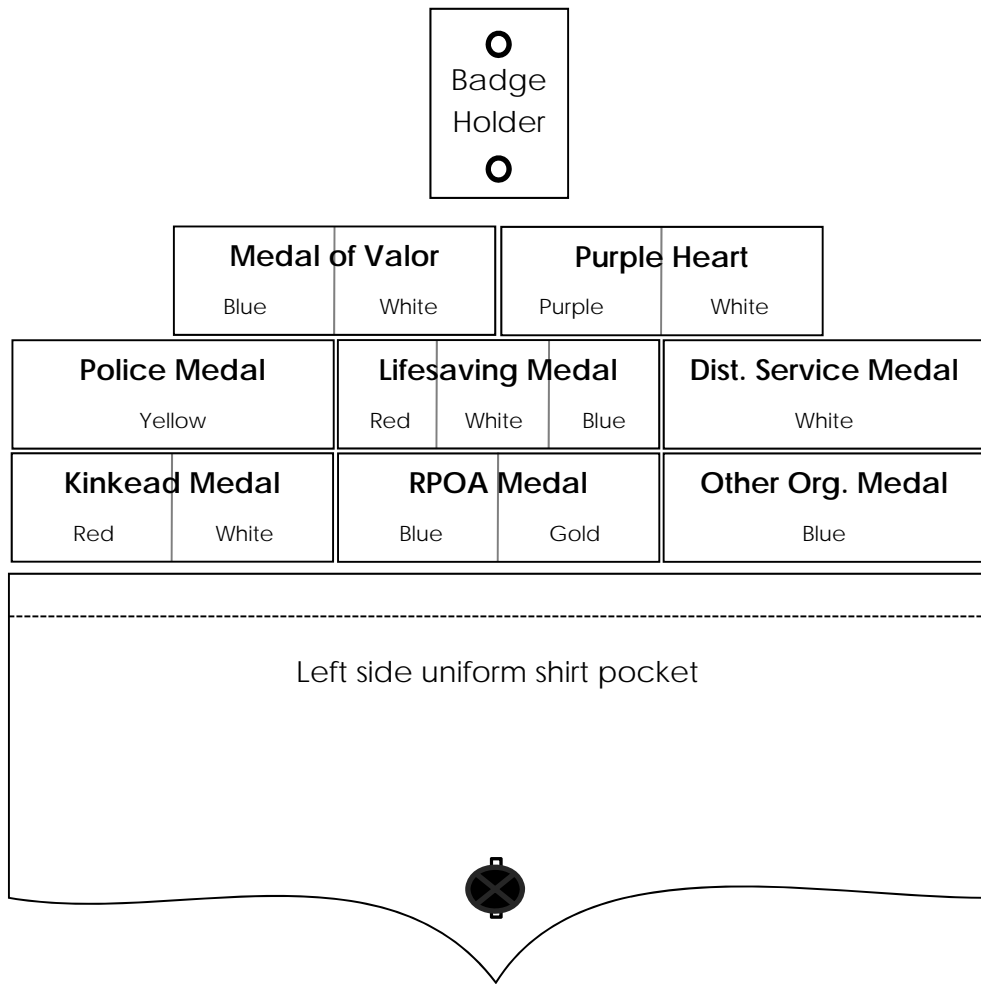 Badge
Holder
Medal of Valor Purple Heart
Blue White Purple White
Police Medal Lifesaving Medal Dist. Service Medal
Yellow Red White Blue White
Kinkead Medal RPOA Medal Other Org. Medal
Red White Blue Gold Blue
Left side uniform shirt pocket